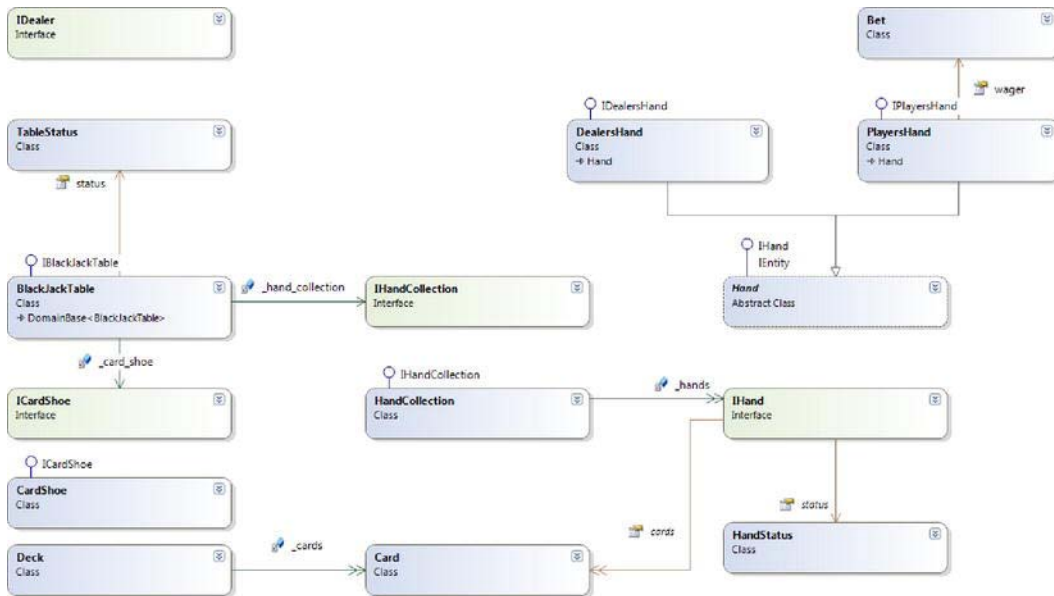 IDealer
Interface
Bet
Class
wager
IDealersHand
IPlayersHand
TableStatus
Class
DealersHand
Class
Hand
PlayersHand
Class
Hand
status
IBlackJackTable
IHand
IEntity
BlackJackTable
Class
DomainBase<BlackJackTable>
_hand_collection
IHandCollection
Interface
Hand
Abstract Class
_card_shoe
IHandCollection
_hands
ICardShoe
Interface
HandCollection
Class
IHand
Interface
ICardShoe
CardShoe
Class
status
cards
HandStatus
Class
Deck
Class
_cards
Card
Class